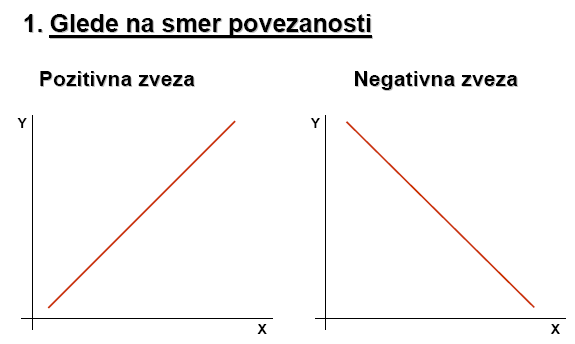 1. Glede na smer povezanosti
Pozitivna zveza
Negativna zveza
Y
Y
X
X